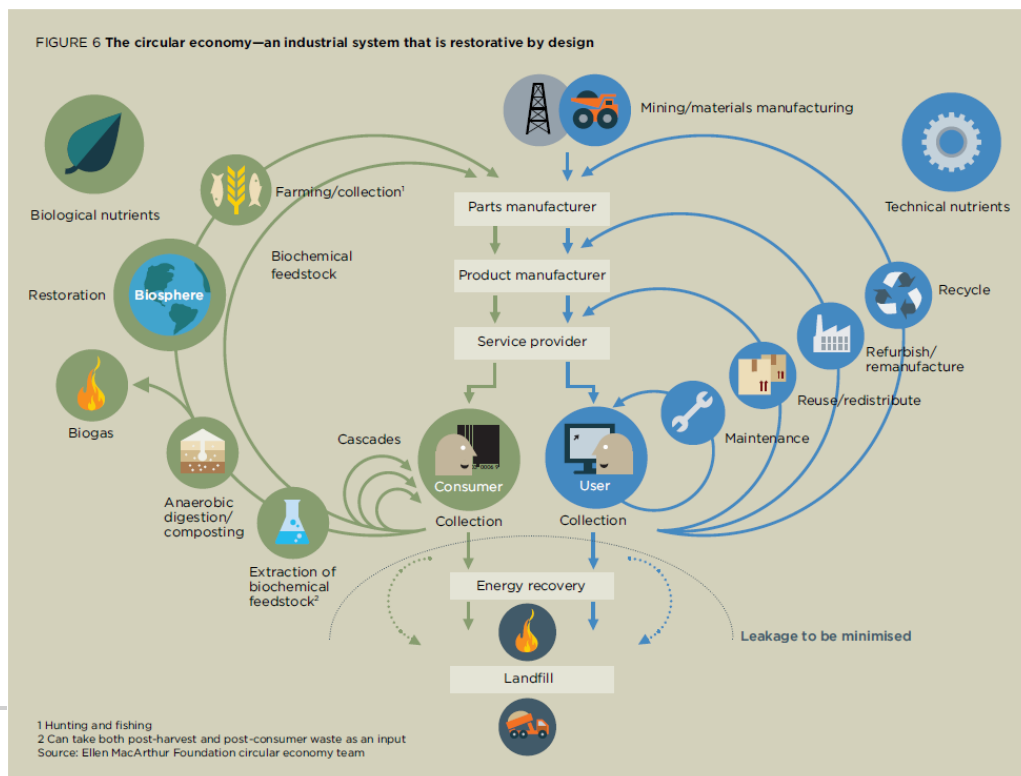 FIGURE 6 The circular economy—an industrial system that is restorative by design
Mining/materials manufacturing
Biological nutrients
Farming/collection¹
Parts manufacturer
Technical nutrients
Biochemical
feedstock
Product manufacturer
Restoration
Biosphere
Recycle
Service provider
Refurbish/
remanufacture
Reuse/redistribute
Biogas
Cascades
Maintenance
Consumer
User
Anaerobic
digestion/
composting
Collection
Collection
Extraction of
biochemical
feedstock²
Energy recovery
Leakage to be minimised
Landfill
1 Hunting and fishing
2 Can take both post-harvest and post-consumer waste as an input
Source: Ellen MacArthur Foundation circular economy team